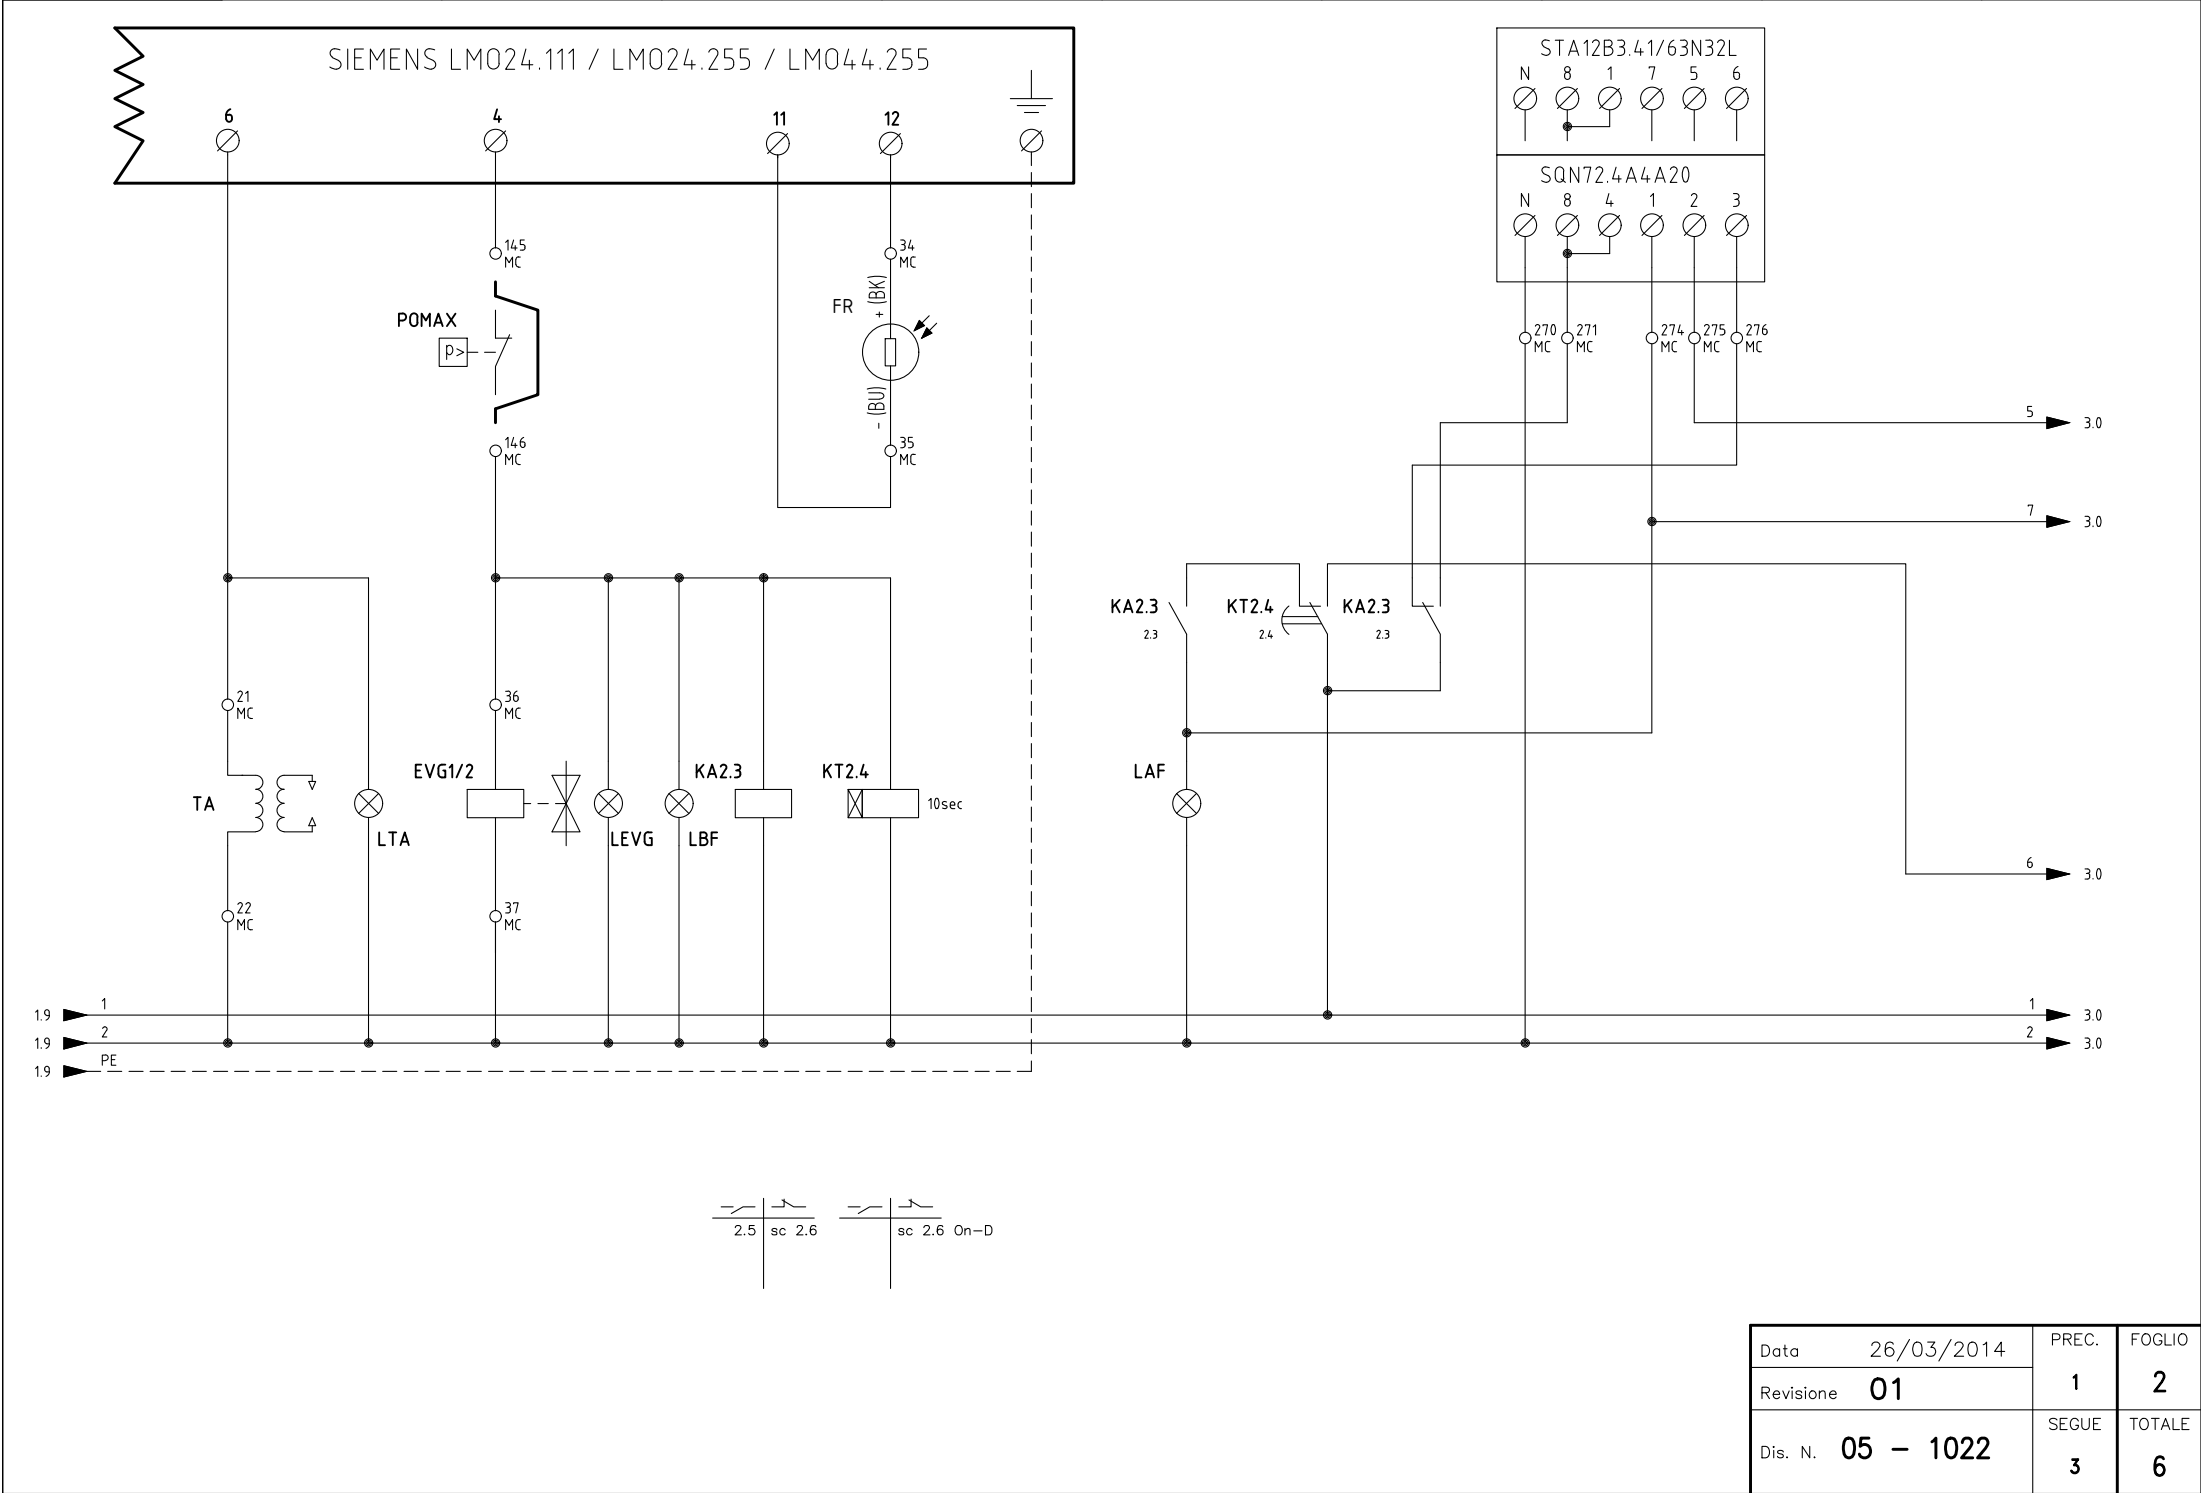 SIEMENS LMO24.111 / LMO24.255 / LMO44.255
6
4
11
12
STA12B3.41/63N32L
N 8 1 7 5 6
SQN72.4A4A20
N 8 4 1 2 3
145
MC
34
MC
+ (BK)
FR
POMAX
p>
- (BU)
146
MC
35
MC
270
MC
271
MC
274
MC
275
MC
276
MC
5
3.0
7
3.0
KA2.3
2.3
KT2.4
2.4
KA2.3
2.3
21
MC
36
MC
TA
LTA
EVG1/2
LEVG
LBF
KA2.3
KT2.4
10sec
LAF
22
MC
37
MC
6
3.0
1.9
1
1
3.0
1.9
2
2
3.0
1.9
PE
2.5
sc 2.6
sc 2.6 On-D
Data 26/03/2014
Revisione 01
Dis. N. 05 - 1022
PREC.
1
FOGLIO
2
SEGUE
3
TOTALE
6